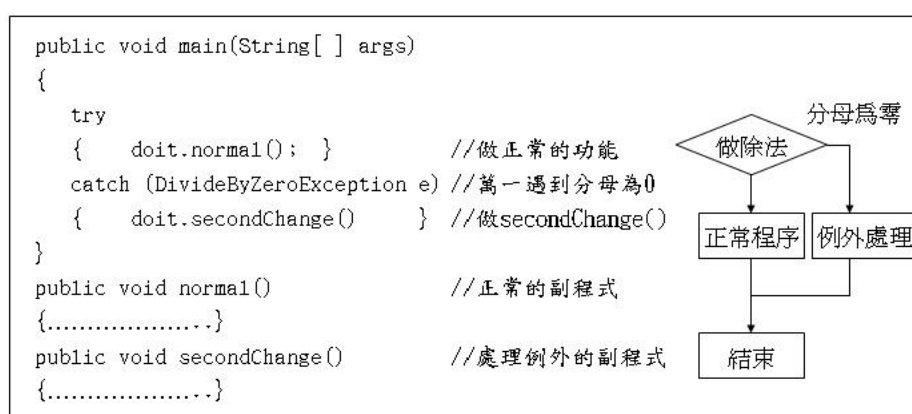 public void main(String[ ] args)
{
try
{ doit.normal(); } //做正常的功能
catch (DivideByZeroException e) //萬一遇到分母為0
{ doit.secondChange() } //做secondChange()
}
public void normal() //正常的副程式
{..................}
public void secondChange() //處理例外的副程式
{..................}
分母為零
做除法
正常程序
例外處理
結束